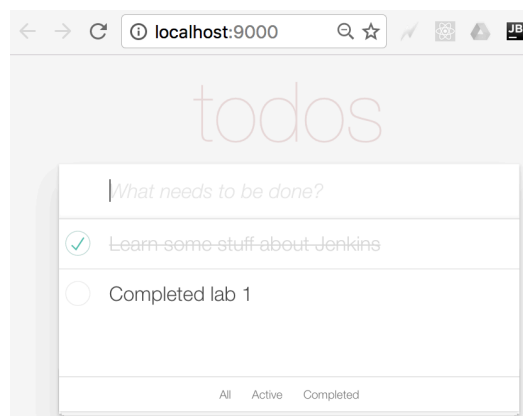 localhost:9000
JB
todos
What needs to be done?
Learn some stuff about Jenkins
Completed lab 1
All Active Completed